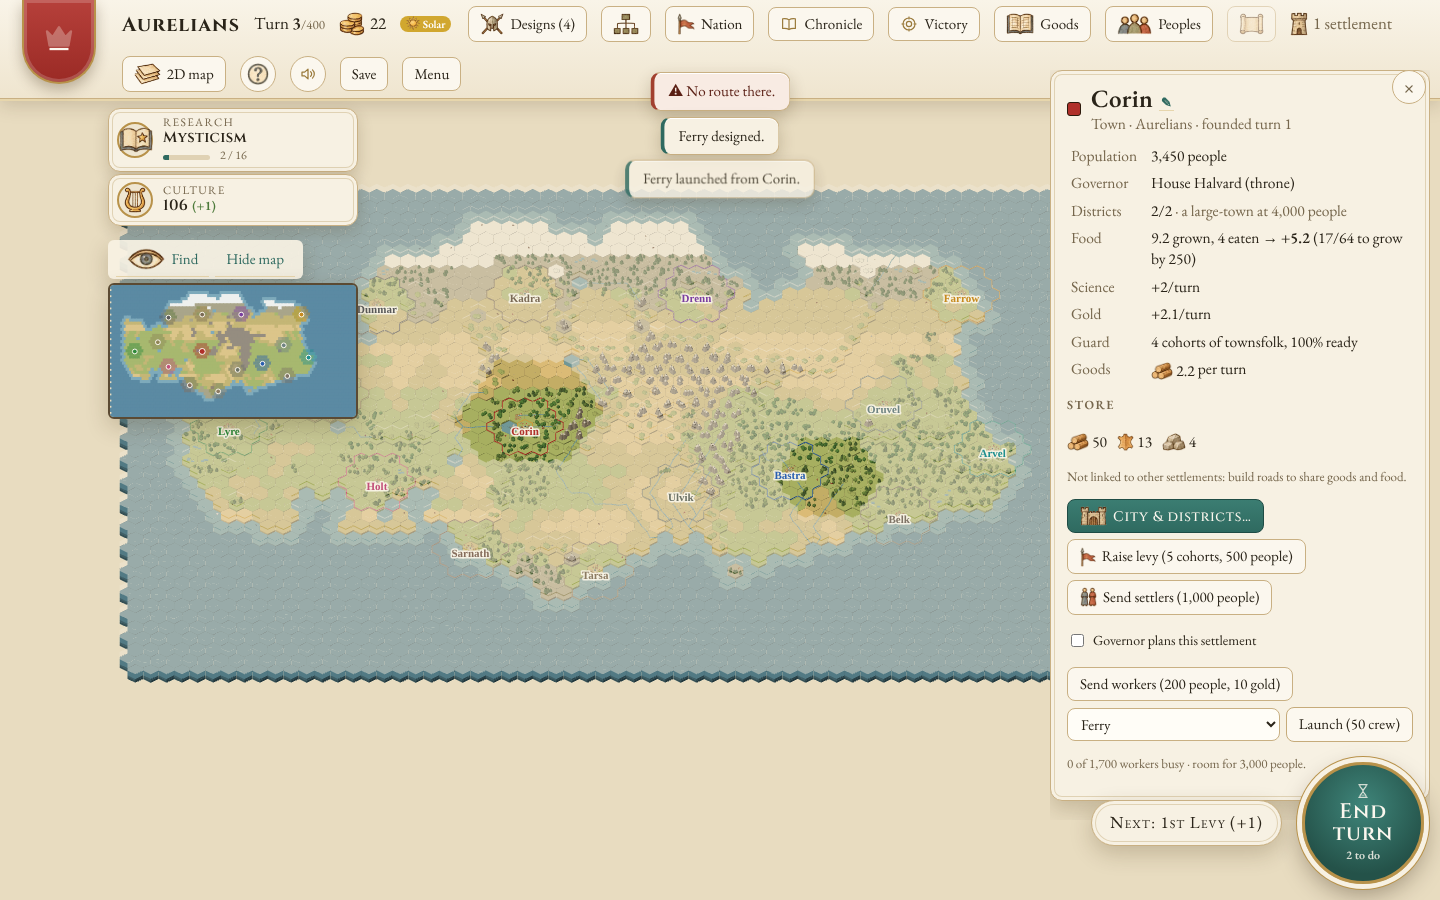 AURELIANS
Turn 3/400
22
Solar
Designs (4)
Nation
Chronicle
Victory
Goods
Peoples
1 settlement
2D map
?
Save
Menu
No route there.
Ferry designed.
Ferry launched from Corin.
RESEARCH
MYSTICISM
2 / 16
CULTURE
106 (+1)
Find
Hide map
Dunmar
Kadra
Drenn
Farrow
Lyre
Corin
Oruvel
Arvel
Holt
Bastra
Ulvik
Belk
Sarnath
Tarsa
Corin
×
Town · Aurelians · founded turn 1
Population 3,450 people
Governor House Halvard (throne)
Districts 2/2 · a large-town at 4,000 people
Food 9.2 grown, 4 eaten → +5.2 (17/64 to grow
by 250)
Science +2/turn
Gold +2.1/turn
Guard 4 cohorts of townsfolk, 100% ready
Goods 2.2 per turn
STORE
50 13 4
Not linked to other settlements: build roads to share goods and food.
CITY & DISTRICTS...
Raise levy (5 cohorts, 500 people)
Send settlers (1,000 people)
Governor plans this settlement
Send workers (200 people, 10 gold)
Ferry
Launch (50 crew)
0 of 1,700 workers busy · room for 3,000 people.
NEXT: 1ST LEVY (+1)
END
TURN
2 to do